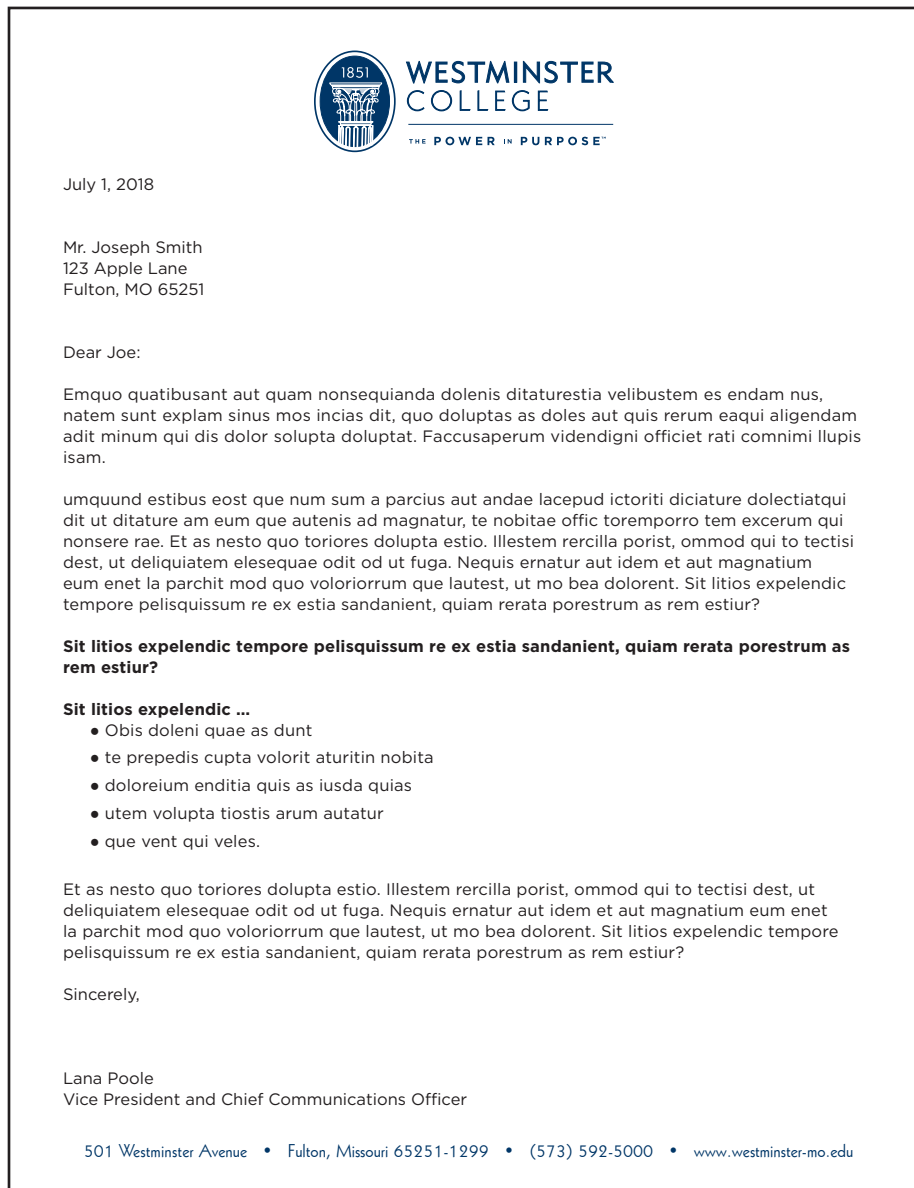 1851
WESTMINSTER
COLLEGE
THE POWER IN PURPOSE™
July 1, 2018
Mr. Joseph Smith
123 Apple Lane
Fulton, MO 65251
Dear Joe:
Emquo quatibusant aut quam nonsequianda dolenis ditaturestia velibustem es endam nus,
natem sunt explam sinus mos incias dit, quo doluptas as doles aut quis rerum eaqui aligendam
adit minum qui dis dolor solupta doluptat. Faccusaperum videndigni officiet rati comnimi llupis
isam.
umquund estibus eost que num sum a parcius aut andae lacepud ictoriti diciature dolectiatqui
dit ut ditature am eum que autenis ad magnatur, te nobitae offic toremporro tem excerum qui
nonsere rae. Et as nesto quo toriores dolupta estio. Illestem rercilla porist, ommod qui to tectisi
dest, ut deliquiatem elesequae odit od ut fuga. Nequis ernatur aut idem et aut magnatium
eum enet la parchit mod quo voloriorrum que lautest, ut mo bea dolorent. Sit litios expelendic
tempore pelisquissum re ex estia sandanient, quiam rerata porestrum as rem estiur?
Sit litios expelendic tempore pelisquissum re ex estia sandanient, quiam rerata porestrum as
rem estiur?
Sit litios expelendic ...
• Obis doleni quae as dunt
• te prepedis cupta volorit aturitin nobita
• doloreium enditia quis as iusda quias
• utem volupta tiostis arum autatur
• que vent qui veles.
Et as nesto quo toriores dolupta estio. Illestem rercilla porist, ommod qui to tectisi dest, ut
deliquiatem elesequae odit od ut fuga. Nequis ernatur aut idem et aut magnatium eum enet
la parchit mod quo voloriorrum que lautest, ut mo bea dolorent. Sit litios expelendic tempore
pelisquissum re ex estia sandanient, quiam rerata porestrum as rem estiur?
Sincerely,
Lana Poole
Vice President and Chief Communications Officer
501 Westminster Avenue • Fulton, Missouri 65251-1299 • (573) 592-5000 • www.westminster-mo.edu